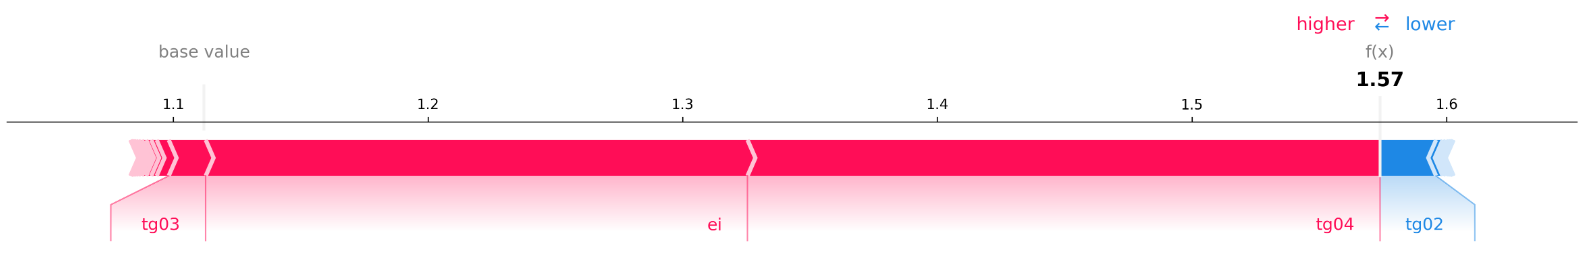 higher ⇄ lower
base value f(x)
1.57
1.1 1.2 1.3 1.4 1.5 1.6
tg03 ei tg04 tg02